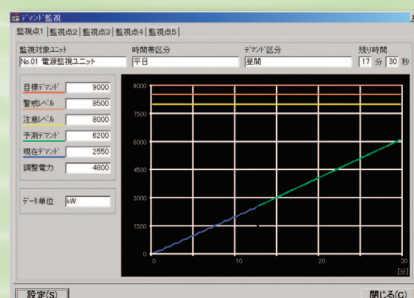 デマンド監視
監視点1 監視点2 監視点3 監視点4 監視点5
監視対象ユニット 時間帯区分 デマンド区分 残り時間
No.01 電源監視ユニット 平日 昼間 17 分 30 秒
目標デマンド 9000
警戒レベル 8500
注意レベル 8000
予測デマンド 6200
現在デマンド 2550
調整電力 4800
データ単位 kW
9000
7500
6000
4500
3000
1500
0
0 10 20 30
[分]
設定(S) 閉じる(C)